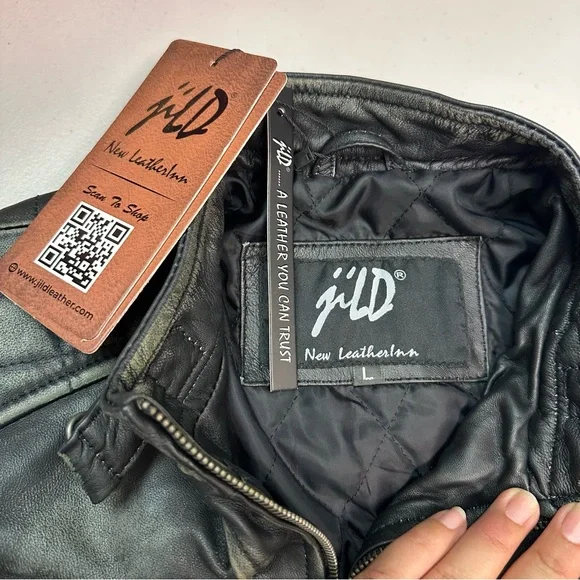 jiLD®
New LeatherInn
Scan To Shop
www.jildleather.com
jiLD®
A LEATHER YOU CAN TRUST
jiLD®
New LeatherInn
L